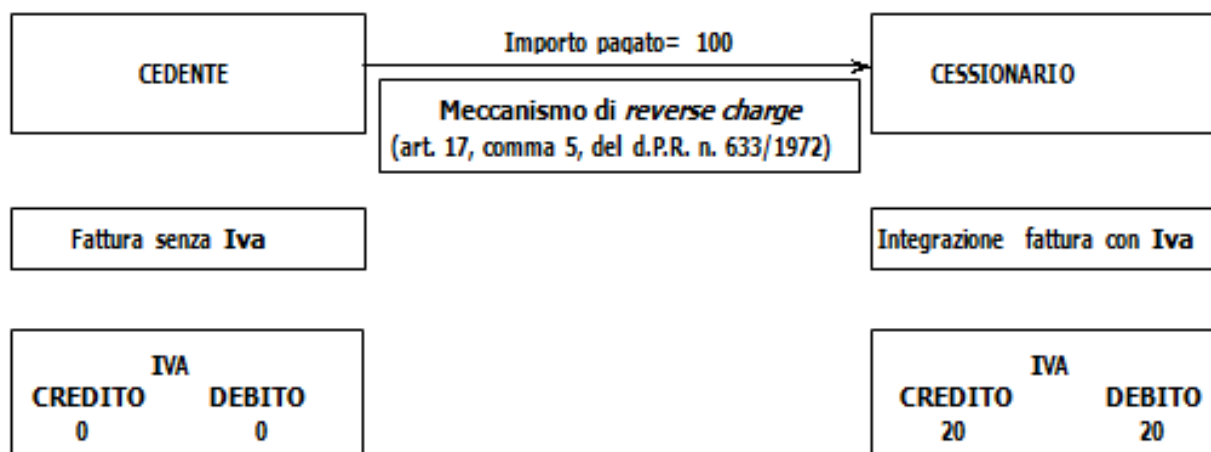 Importo pagato= 100
CEDENTE
CESSIONARIO
Meccanismo di reverse charge
(art. 17, comma 5, del d.P.R. n. 633/1972)
Fattura senza Iva
Integrazione fattura con Iva
IVA
CREDITO DEBITO
0 0
IVA
CREDITO DEBITO
20 20